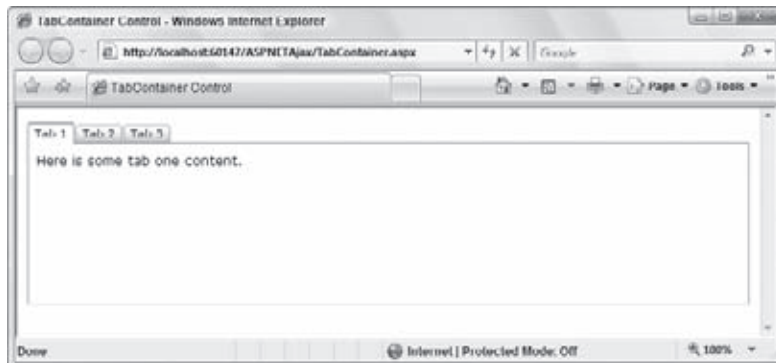 TabContainer Control - Windows Internet Explorer
http://localhost:60147/ASPNETAjax/TabContainer.aspx
Google
TabContainer Control
Page
Tools
Tab 1 Tab 2 Tab 3
Here is some tab one content.
Done
Internet | Protected Mode: Off
100%